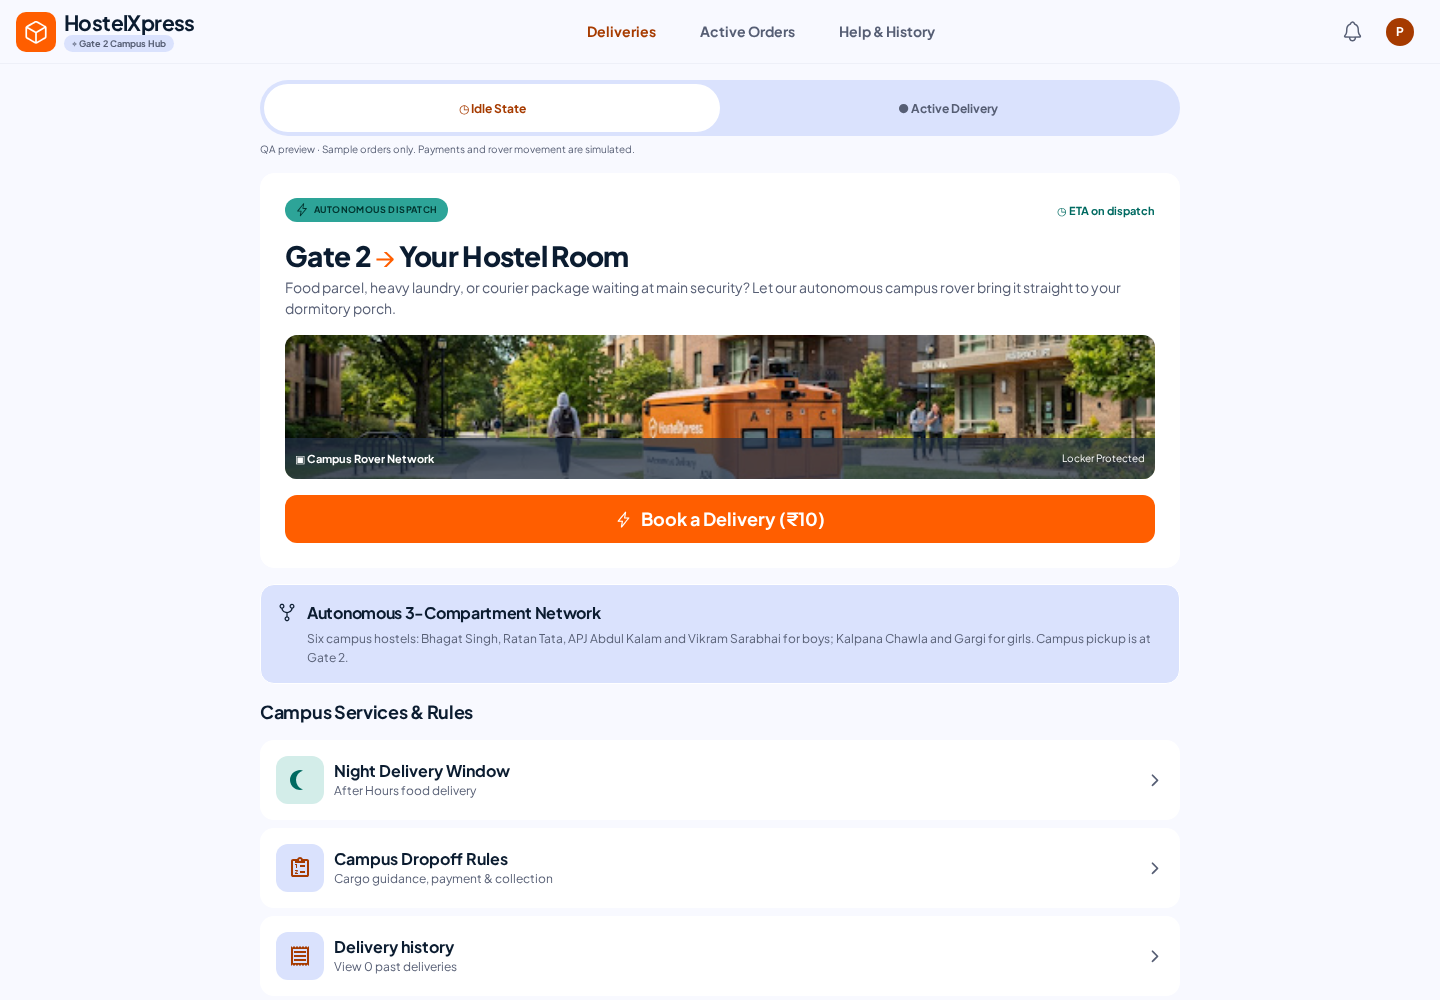 HostelXpress
Gate 2 Campus Hub
Deliveries
Active Orders
Help & History
P
Idle State
Active Delivery
QA preview · Sample orders only. Payments and rover movement are simulated.
AUTONOMOUS DISPATCH
ETA on dispatch
Gate 2 → Your Hostel Room
Food parcel, heavy laundry, or courier package waiting at main security? Let our autonomous campus rover bring it straight to your
dormitory porch.
A B C
HostelXpress
Autonomous Delivery
Campus Rover Network
Locker Protected
Book a Delivery (₹10)
Autonomous 3-Compartment Network
Six campus hostels: Bhagat Singh, Ratan Tata, APJ Abdul Kalam and Vikram Sarabhai for boys; Kalpana Chawla and Gargi for girls. Campus pickup is at
Gate 2.
Campus Services & Rules
Night Delivery Window
After Hours food delivery
Campus Dropoff Rules
Cargo guidance, payment & collection
Delivery history
View 0 past deliveries